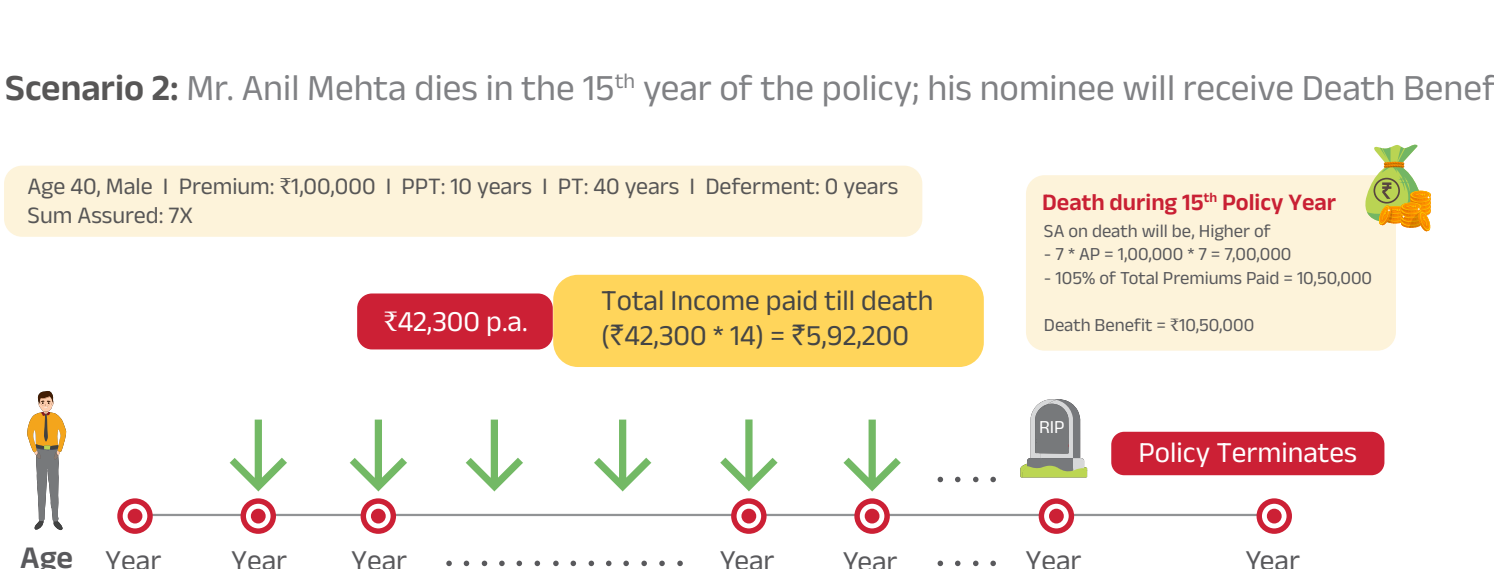 Scenario 2: Mr. Anil Mehta dies in the 15th year of the policy; his nominee will receive Death Benef
Age 40, Male I Premium: ₹1,00,000 I PPT: 10 years I PT: 40 years I Deferment: 0 years
Sum Assured: 7X
Death during 15th Policy Year
SA on death will be, Higher of
- 7 * AP = 1,00,000 * 7 = 7,00,000
- 105% of Total Premiums Paid = 10,50,000
Death Benefit = ₹10,50,000
₹42,300 p.a.
Total Income paid till death
(₹42,300 * 14) = ₹5,92,200
RIP
Policy Terminates
Age Year Year Year .............. Year Year .... Year Year